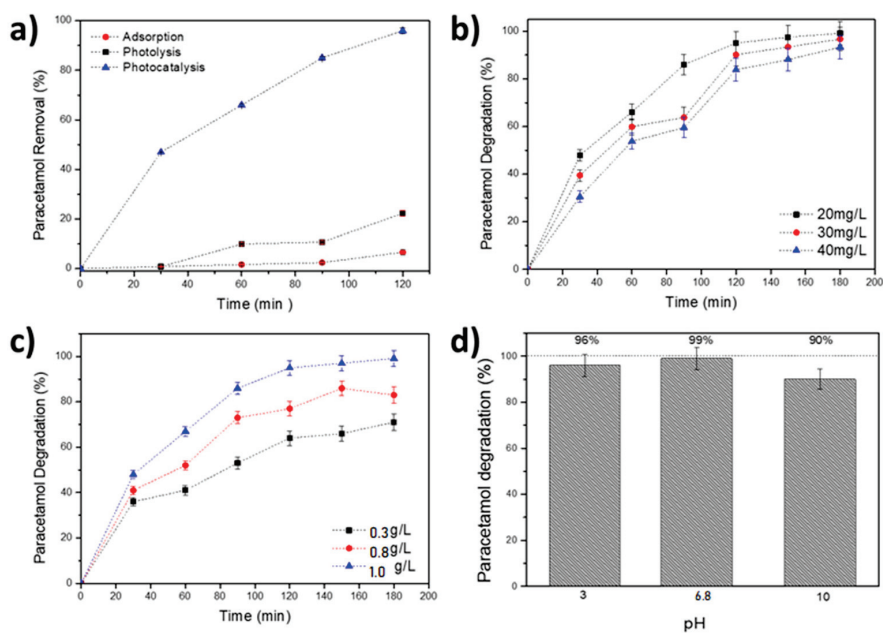 a)
Adsorption
Photolysis
Photocatalysis
Paracetamol Removal (%)
100
80
60
40
20
0
0 20 40 60 80 100 120
Time (min )
b)
Paracetamol Degradation (%)
100
80
60
40
20
0
20mg/L
30mg/L
40mg/L
0 20 40 60 80 100 120 140 160 180 200
Time (min)
c)
Paracetamol Degradation (%)
100
80
60
40
20
0
0.3g/L
0.8g/L
1.0 g/L
0 20 40 60 80 100 120 140 160 180 200
Time (min)
d)
Paracetamol degradation (%)
96% 99% 90%
100
80
60
40
20
0
3 6.8 10
pH